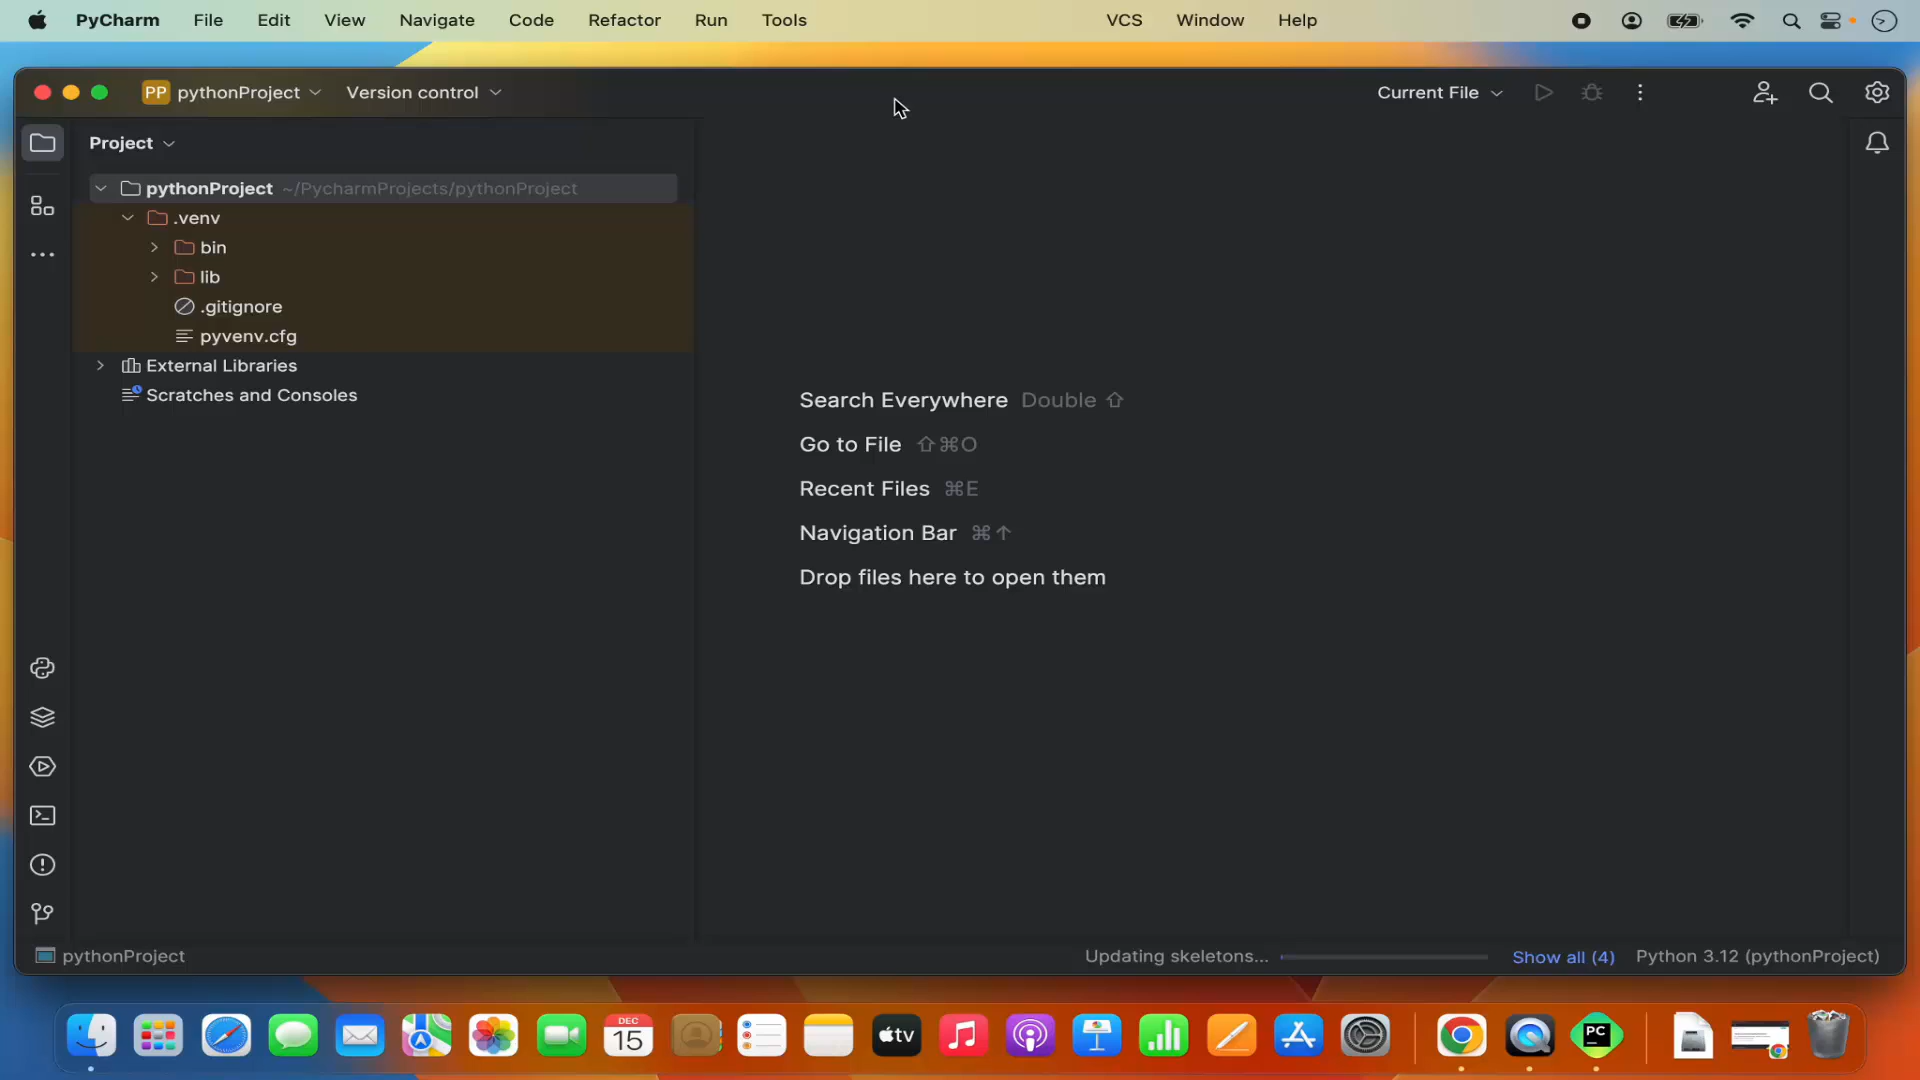 PyCharm File Edit View Navigate Code Refactor Run Tools VCS Window Help
PP pythonProject Version control Current File
Project
pythonProject ~/PycharmProjects/pythonProject
.venv
bin
lib
.gitignore
pyvenv.cfg
External Libraries
Scratches and Consoles
Search Everywhere Double ⇧
Go to File ⇧⌘O
Recent Files ⌘E
Navigation Bar ⌘↑
Drop files here to open them
pythonProject Updating skeletons... Show all (4) Python 3.12 (pythonProject)
DEC
15
tv
PC